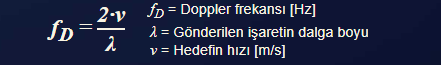 f_D = 2·v / λ
f_D = Doppler frekansı [Hz]
λ = Gönderilen işaretin dalga boyu
v = Hedefin hızı [m/s]